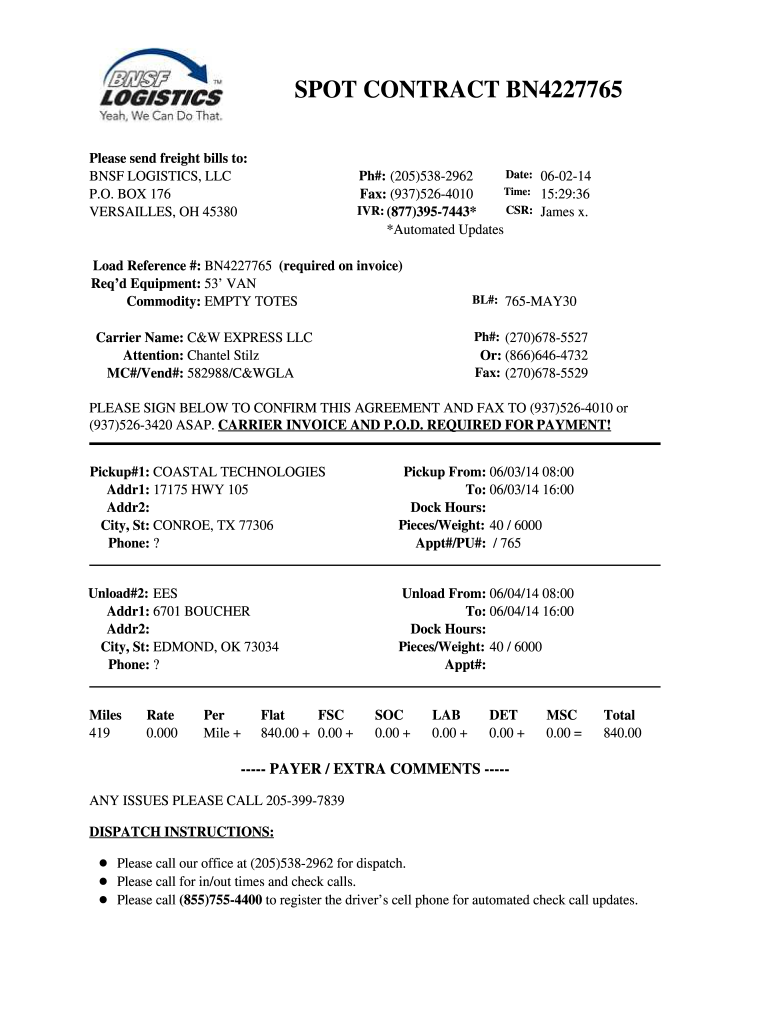 BNSF
LOGISTICS™
Yeah, We Can Do That.
SPOT CONTRACT BN4227765
Please send freight bills to:
BNSF LOGISTICS, LLC Ph#: (205)538-2962 Date: 06-02-14
P.O. BOX 176 Fax: (937)526-4010 Time: 15:29:36
VERSAILLES, OH 45380 IVR: (877)395-7443* CSR: James x.
*Automated Updates
Load Reference #: BN4227765 (required on invoice)
Req'd Equipment: 53' VAN
Commodity: EMPTY TOTES BL#: 765-MAY30
Carrier Name: C&W EXPRESS LLC Ph#: (270)678-5527
Attention: Chantel Stilz Or: (866)646-4732
MC#/Vend#: 582988/C&WGLA Fax: (270)678-5529
PLEASE SIGN BELOW TO CONFIRM THIS AGREEMENT AND FAX TO (937)526-4010 or
(937)526-3420 ASAP. CARRIER INVOICE AND P.O.D. REQUIRED FOR PAYMENT!
Pickup#1: COASTAL TECHNOLOGIES Pickup From: 06/03/14 08:00
Addr1: 17175 HWY 105 To: 06/03/14 16:00
Addr2: Dock Hours:
City, St: CONROE, TX 77306 Pieces/Weight: 40 / 6000
Phone: ? Appt#/PU#: / 765
Unload#2: EES Unload From: 06/04/14 08:00
Addr1: 6701 BOUCHER To: 06/04/14 16:00
Addr2: Dock Hours:
City, St: EDMOND, OK 73034 Pieces/Weight: 40 / 6000
Phone: ? Appt#:
Miles Rate Per Flat FSC SOC LAB DET MSC Total
419 0.000 Mile + 840.00 + 0.00 + 0.00 + 0.00 + 0.00 + 0.00 = 840.00
----- PAYER / EXTRA COMMENTS -----
ANY ISSUES PLEASE CALL 205-399-7839
DISPATCH INSTRUCTIONS:
● Please call our office at (205)538-2962 for dispatch.
● Please call for in/out times and check calls.
● Please call (855)755-4400 to register the driver's cell phone for automated check call updates.